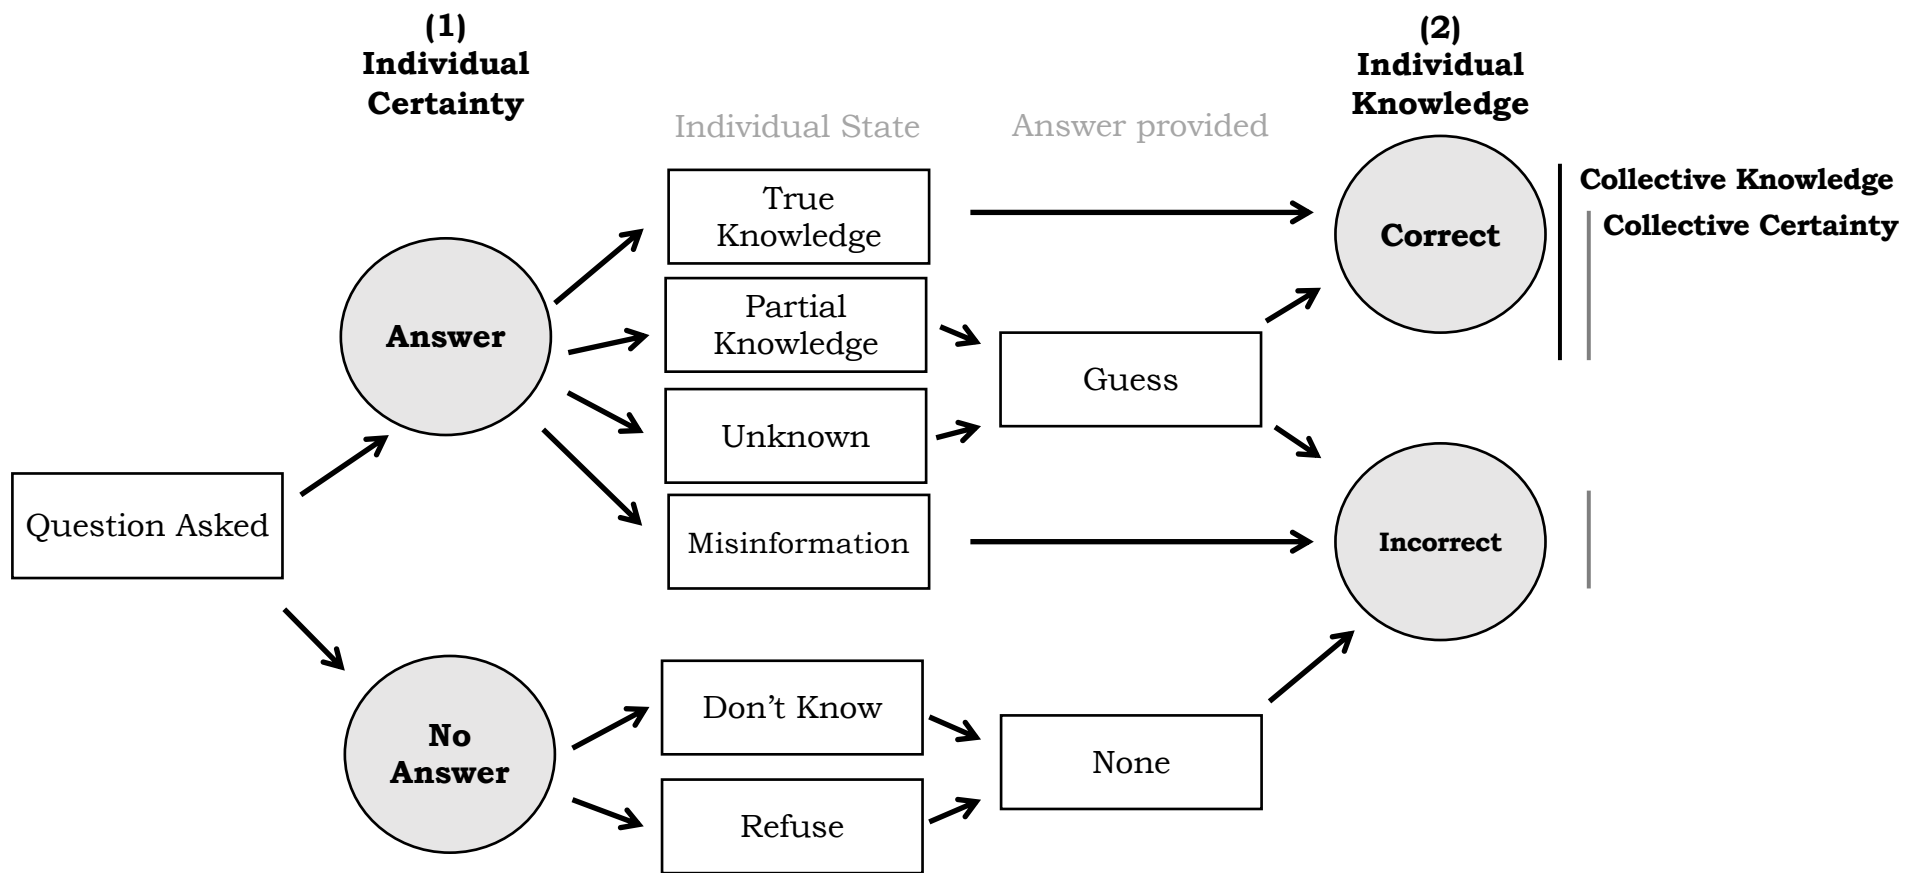 (1)
Individual
Certainty
(2)
Individual
Knowledge
Individual State
Answer provided
True
Knowledge
Correct
Collective Knowledge
Collective Certainty
Answer
Partial
Knowledge
Guess
Unknown
Question Asked
Misinformation
Incorrect
No
Answer
Don’t Know
None
Refuse